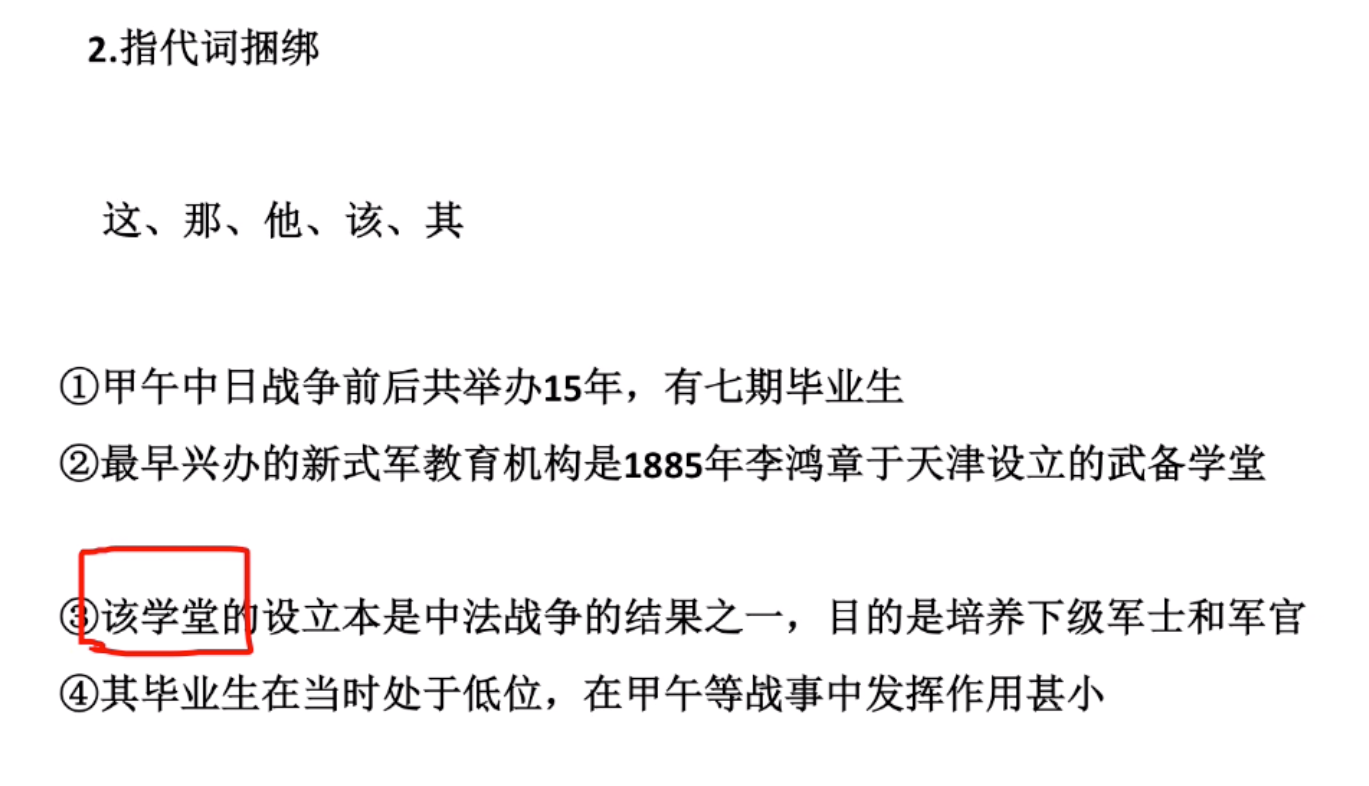 2.指代词捆绑
这、那、他、该、其
①甲午中日战争前后共举办15年，有七期毕业生
②最早兴办的新式军教育机构是1885年李鸿章于天津设立的武备学堂
③该学堂的设立本是中法战争的结果之一，目的是培养下级军士和军官
④其毕业生在当时处于低位，在甲午等战事中发挥作用甚小